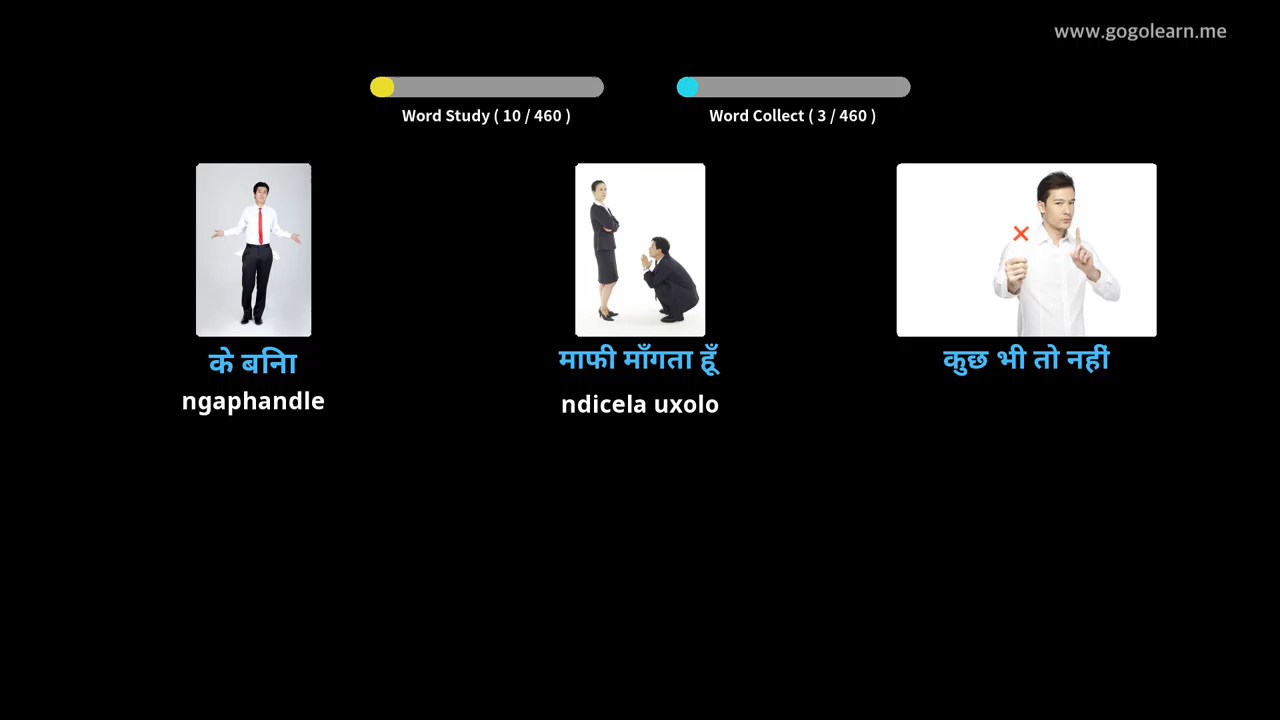 www.gogolearn.me
Word Study ( 10 / 460 )
Word Collect ( 3 / 460 )
के बिना
माफी माँगता हूँ
कुछ भी तो नहीं
ngaphandle
ndicela uxolo